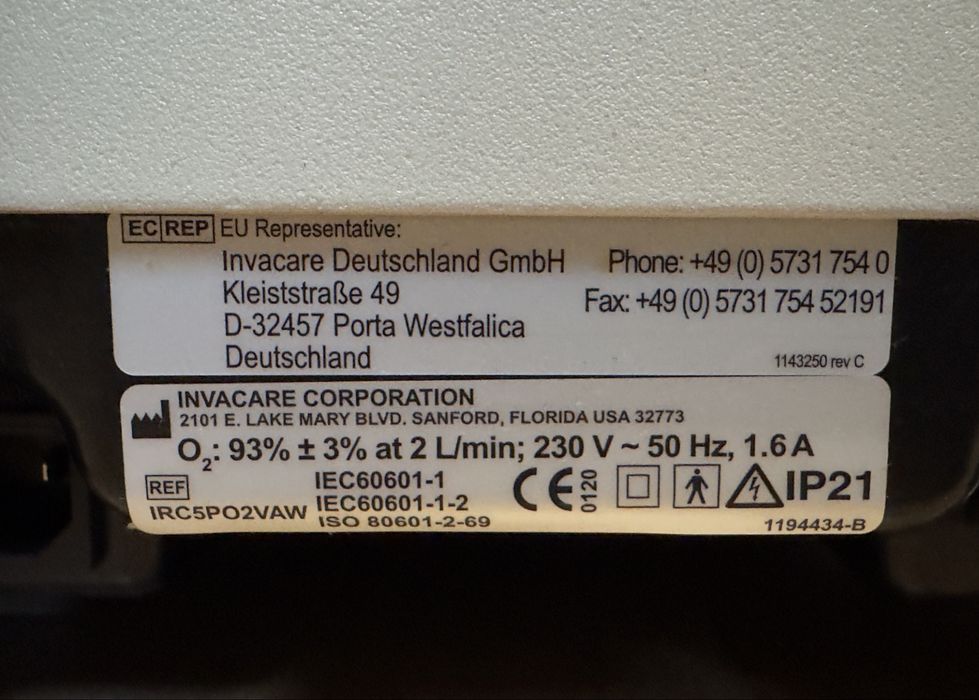 EC REP EU Representative:
Invacare Deutschland GmbH Phone: +49 (0) 5731 754 0
Kleiststraße 49 Fax: +49 (0) 5731 754 52191
D-32457 Porta Westfalica
Deutschland 1143250 rev C
INVACARE CORPORATION
2101 E. LAKE MARY BLVD. SANFORD, FLORIDA USA 32773
O₂: 93% ± 3% at 2 L/min; 230 V ~ 50 Hz, 1.6 A
REF IEC60601-1 CE 0120 IP21
IRC5PO2VAW IEC60601-1-2
ISO 80601-2-69 1194434-B